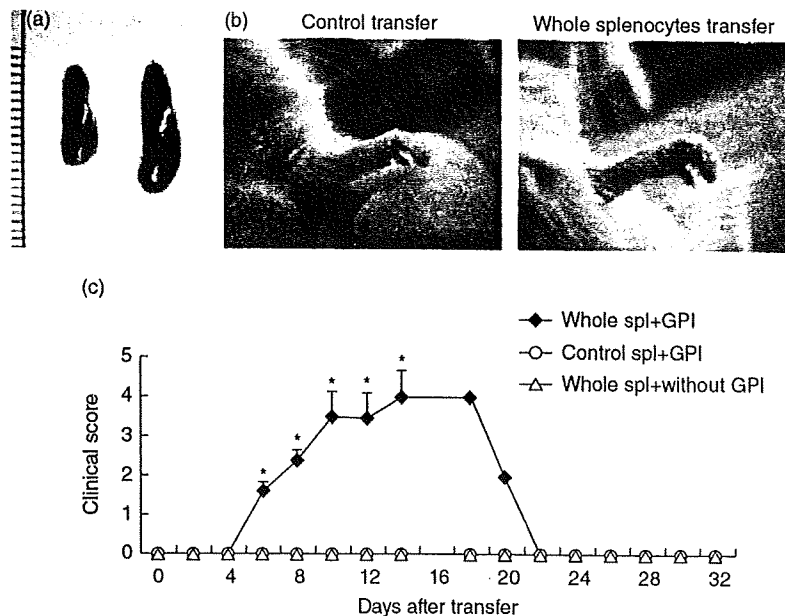 (a)
(b)
Control transfer
Whole splenocytes transfer
(c)
Whole spl+GPI
Control spl+GPI
Whole spl+without GPI
5
4
3
2
1
0
Clinical score
* * * * *
0 4 8 12 16 20 24 28 32
Days after transfer